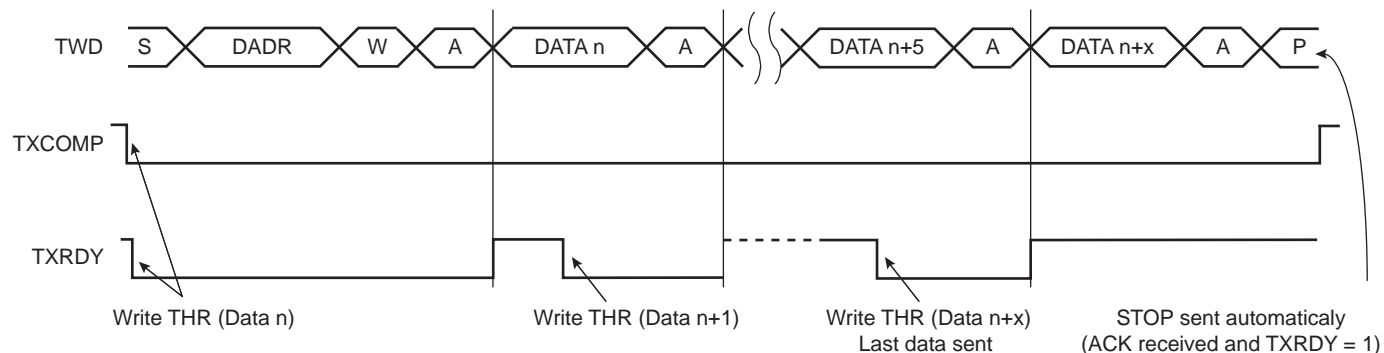 TWD S DADR W A DATA n A DATA n+5 A DATA n+x A P
TXCOMP
TXRDY
Write THR (Data n)
Write THR (Data n+1)
Write THR (Data n+x)
Last data sent
STOP sent automaticaly
(ACK received and TXRDY = 1)